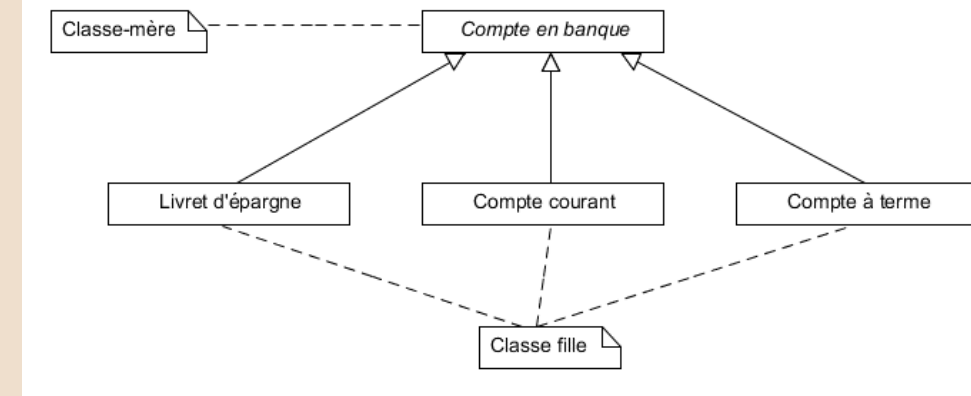 Classe-mère
Compte en banque
Livret d'épargne
Compte courant
Compte à terme
Classe fille